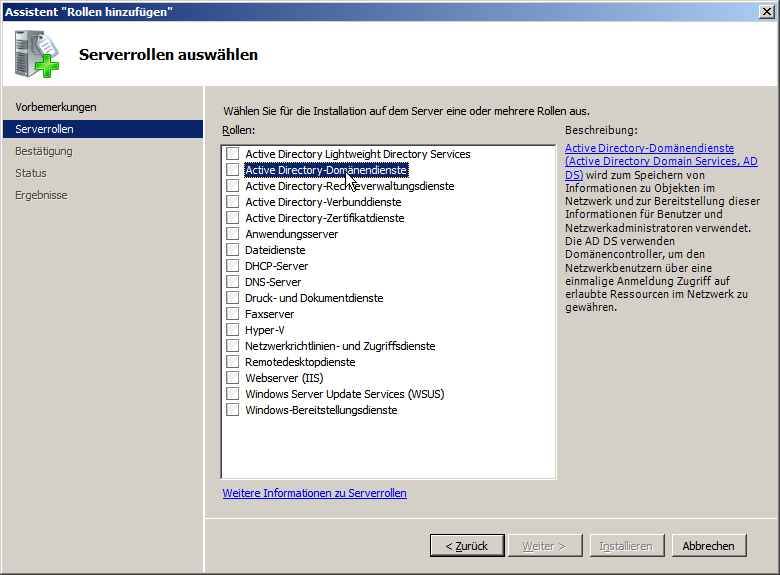 Assistent "Rollen hinzufügen"
Serverrollen auswählen
Vorbemerkungen
Serverrollen
Bestätigung
Status
Ergebnisse
Wählen Sie für die Installation auf dem Server eine oder mehrere Rollen aus.
Rollen:
Active Directory Lightweight Directory Services
Active Directory-Domänendienste
Active Directory-Rechteverwaltungsdienste
Active Directory-Verbunddienste
Active Directory-Zertifikatdienste
Anwendungsserver
Dateidienste
DHCP-Server
DNS-Server
Druck- und Dokumentdienste
Faxserver
Hyper-V
Netzwerkrichtlinien- und Zugriffsdienste
Remotedesktopdienste
Webserver (IIS)
Windows Server Update Services (WSUS)
Windows-Bereitstellungsdienste
Weitere Informationen zu Serverrollen
Beschreibung:
Active Directory-Domänendienste
(Active Directory Domain Services, AD
DS) wird zum Speichern von
Informationen zu Objekten im
Netzwerk und zur Bereitstellung dieser
Informationen für Benutzer und
Netzwerkadministratoren verwendet.
Die AD DS verwenden
Domänencontroller, um den
Netzwerkbenutzern über eine
einmalige Anmeldung Zugriff auf
erlaubte Ressourcen im Netzwerk zu
gewähren.
< Zurück
Weiter >
Installieren
Abbrechen